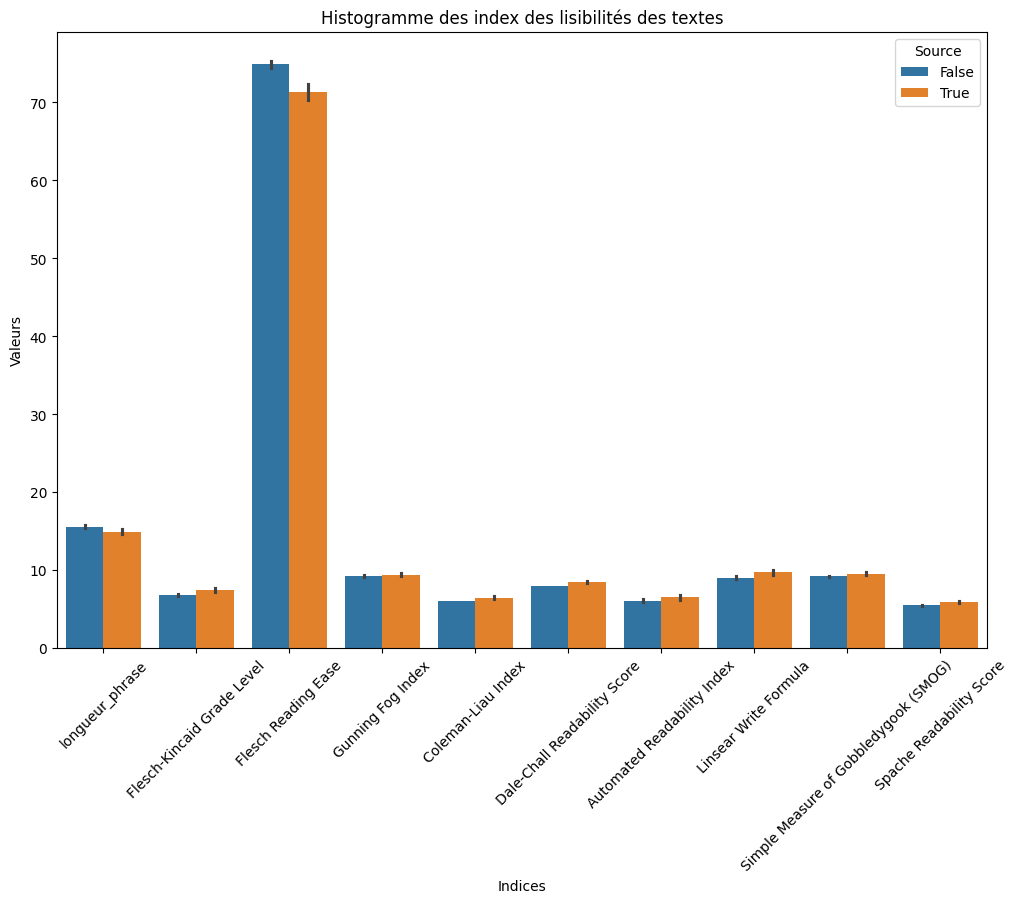 Histogramme des index des lisibilités des textes
Source
False
True
Valeurs
70
60
50
40
30
20
10
0
longueur_phrase
Flesch-Kincaid Grade Level
Flesch Reading Ease
Gunning Fog Index
Coleman-Liau Index
Dale-Chall Readability Score
Automated Readability Index
Linsear Write Formula
Simple Measure of Gobbledygook (SMOG)
Spache Readability Score
Indices